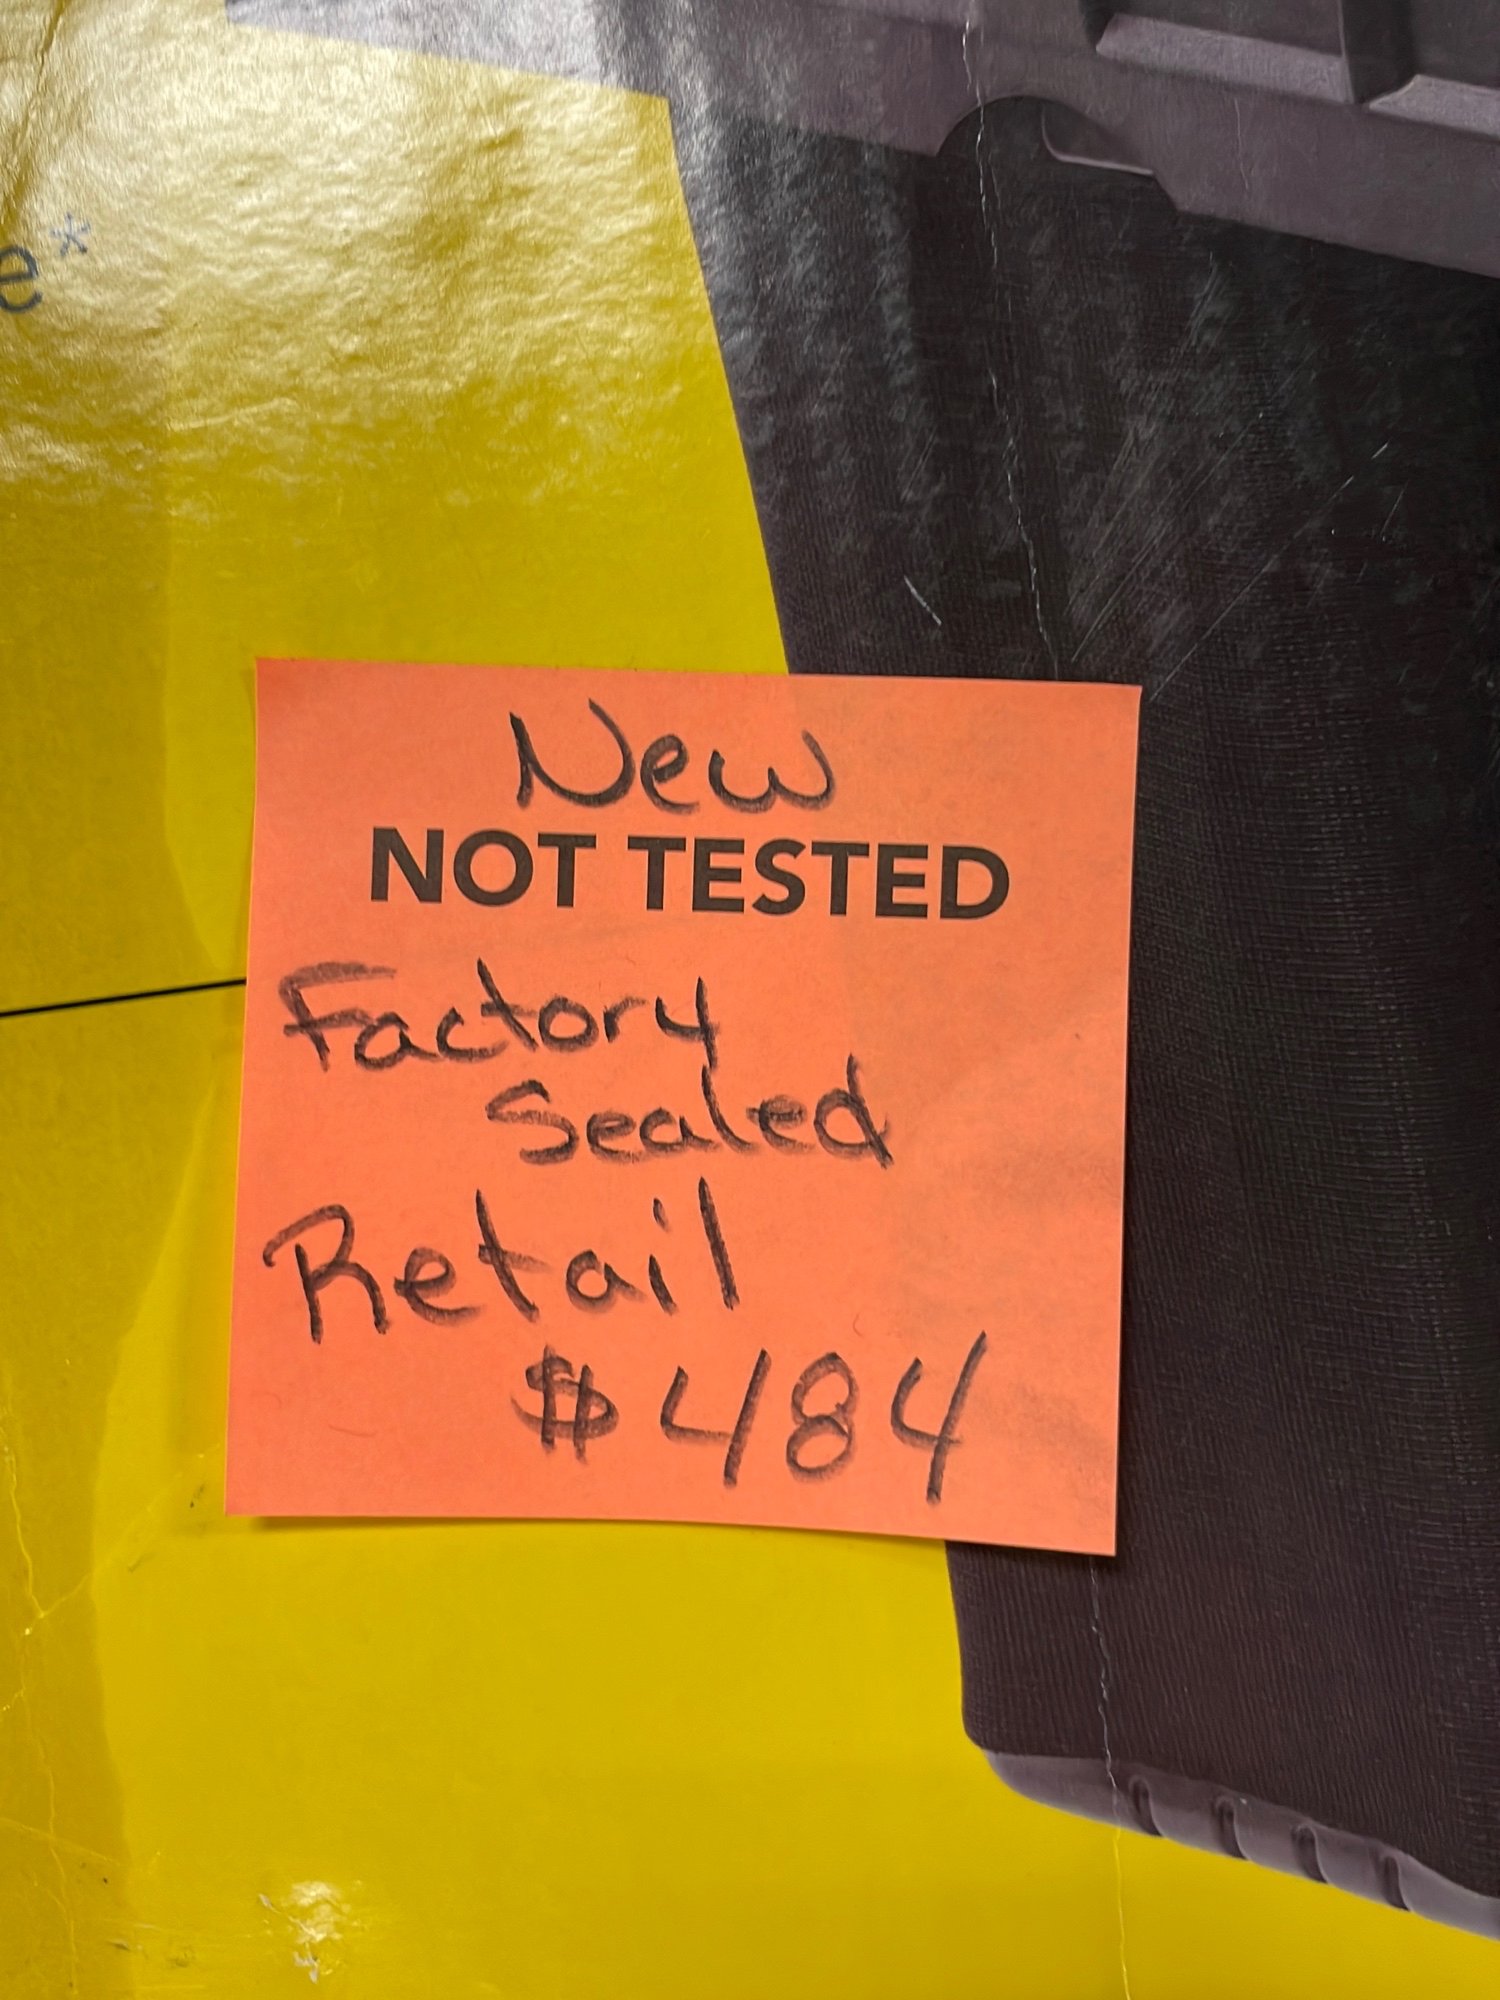 e*
New
NOT TESTED
Factory
Sealed
Retail
$484